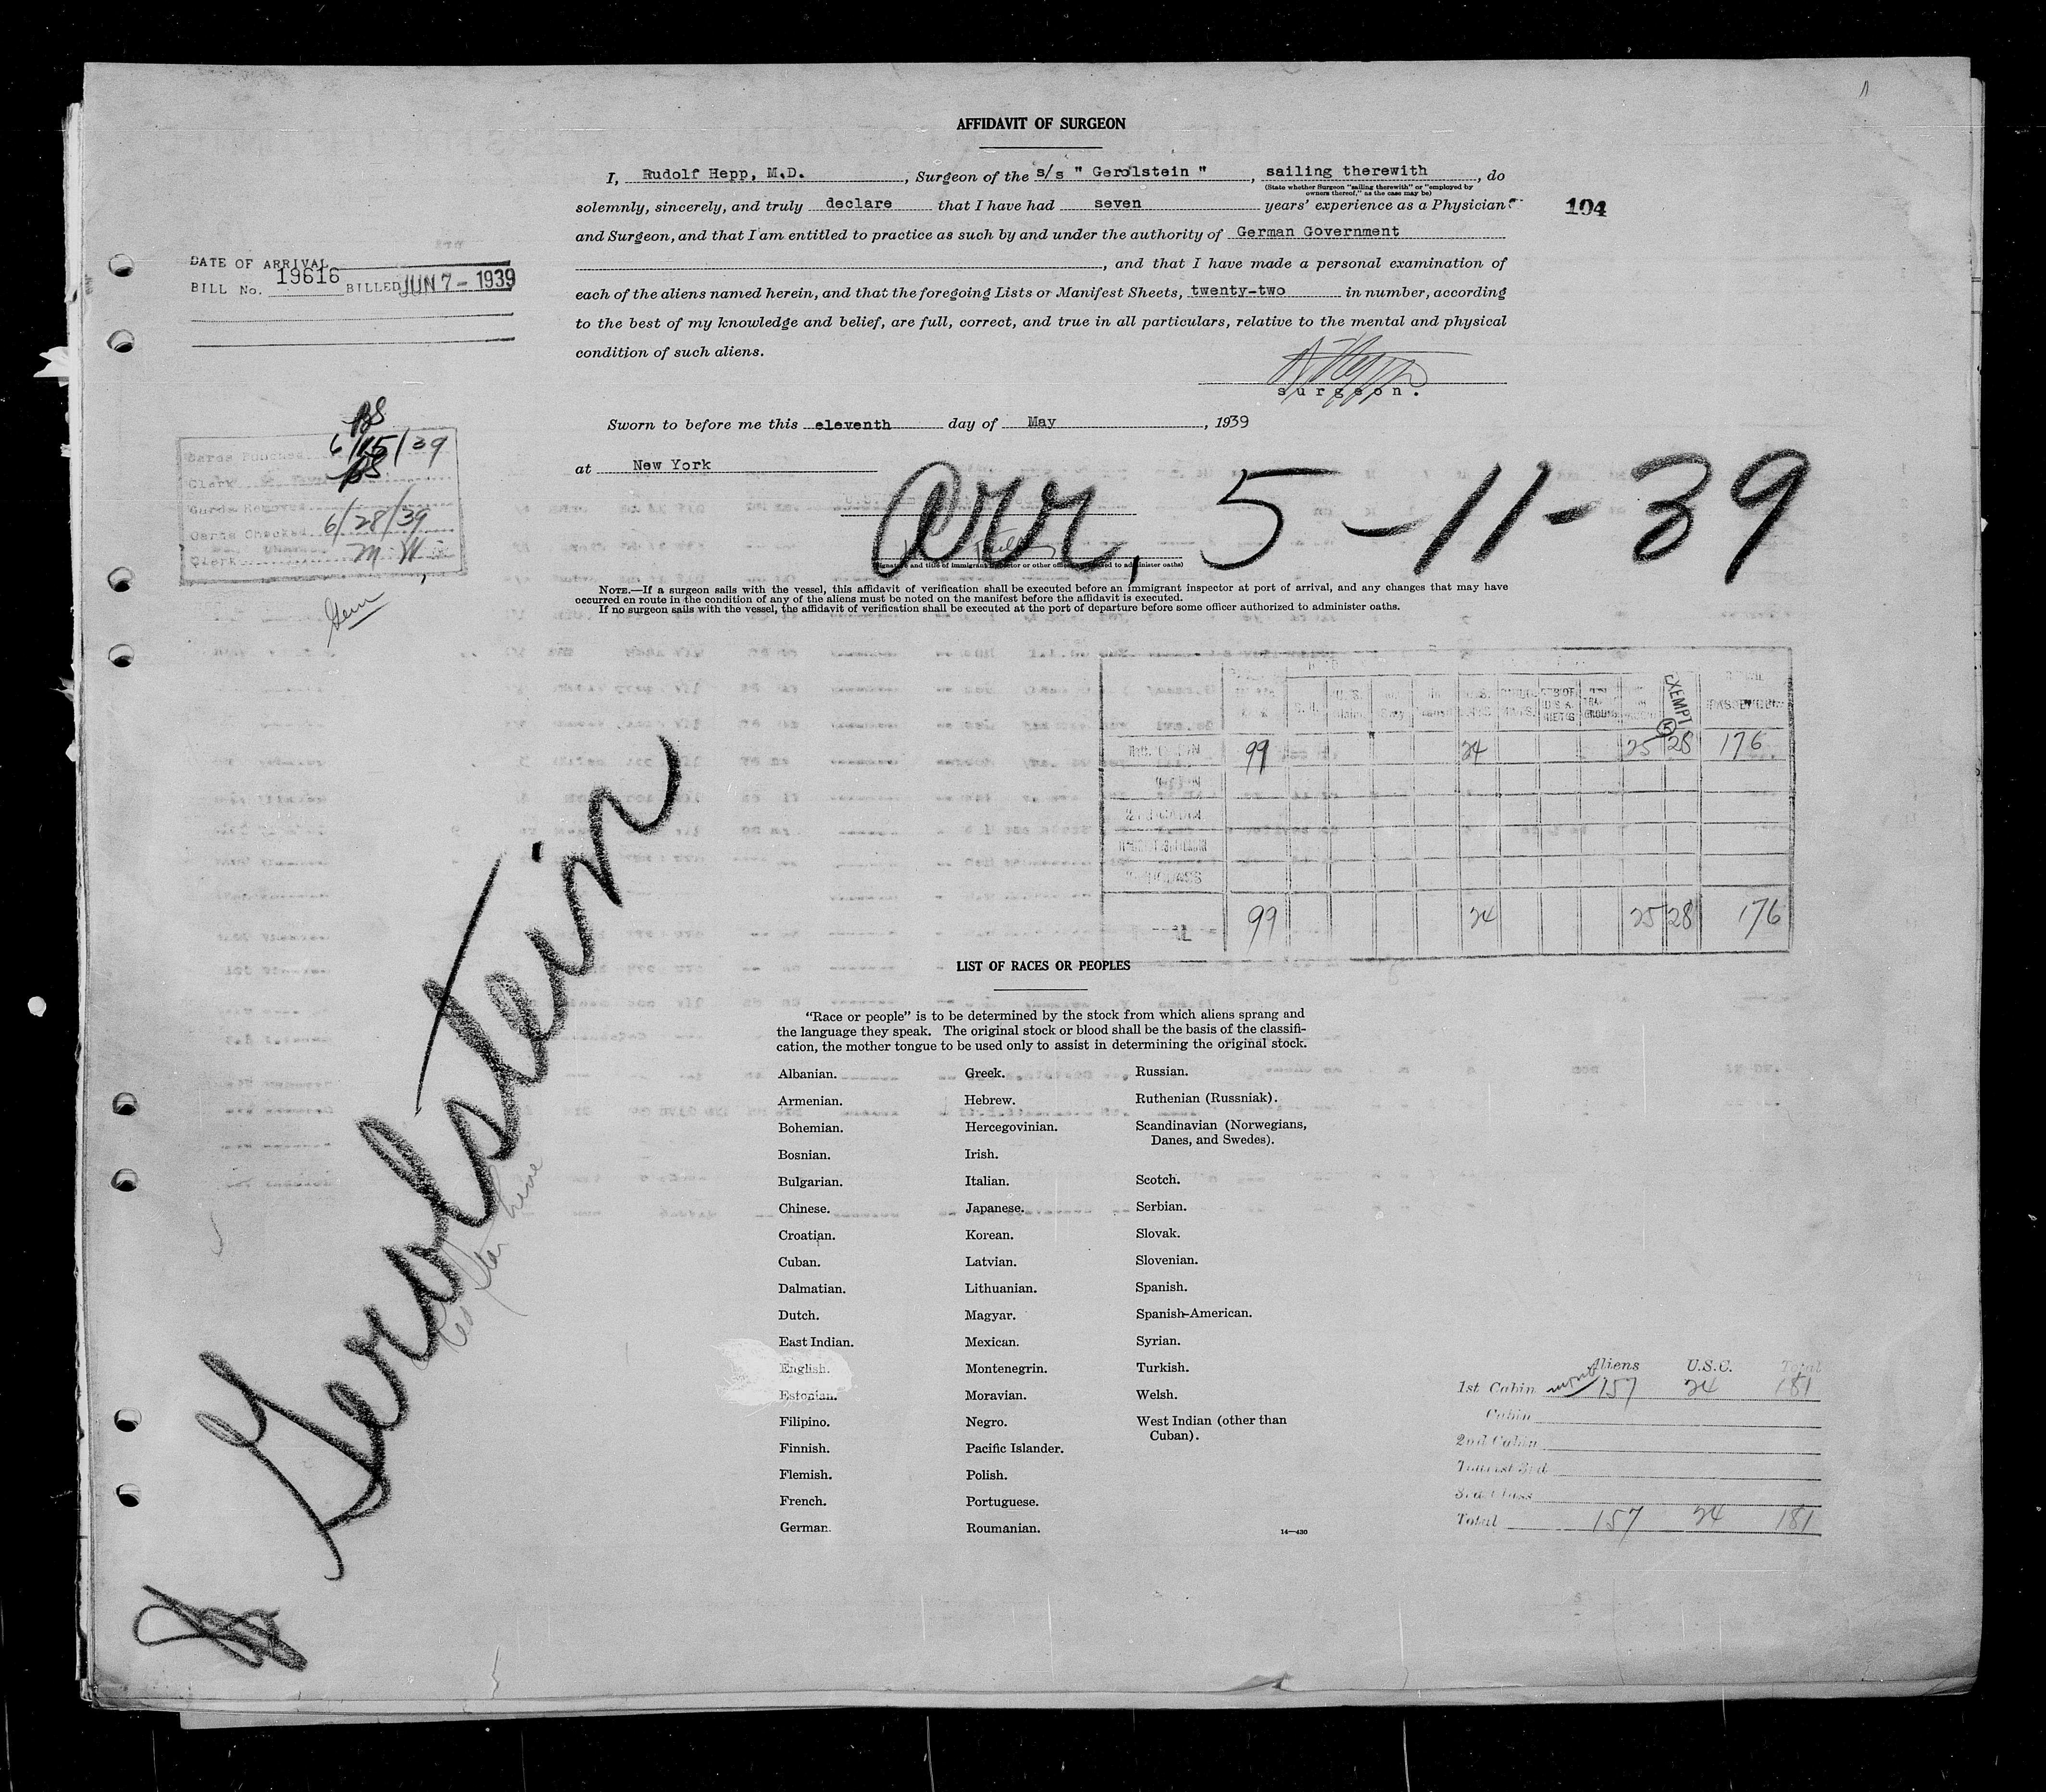 AFFIDAVIT OF SURGEON
I, Rudolf Hepp, M.D., Surgeon of the s/s " Gerolstein ", sailing therewith, do
(State whether Surgeon "sailing therewith" or "employed by
owners thereof," as the case may be)
solemnly, sincerely, and truly declare that I have had seven years' experience as a Physician
104
and Surgeon, and that I am entitled to practice as such by and under the authority of German Government
, and that I have made a personal examination of
DATE OF ARRIVAL
BILL No. 19616 BILLED JUN 7 - 1939
each of the aliens named herein, and that the foregoing Lists or Manifest Sheets, twenty-two in number, according
to the best of my knowledge and belief, are full, correct, and true in all particulars, relative to the mental and physical
condition of such aliens.
surgeon.
Sworn to before me this eleventh day of May, 1939
at New York
Cards Punched 6/15/39
Clerk
Cards Removed
Cards Checked 6/28/39
Clerk
arr, 5-11-39
NOTE.—If a surgeon sails with the vessel, this affidavit of verification shall be executed before an immigrant inspector at port of arrival, and any changes that may have
occurred en route in the condition of any of the aliens must be noted on the manifest before the affidavit is executed.
If no surgeon sails with the vessel, the affidavit of verification shall be executed at the port of departure before some officer authorized to administer oaths.
EXEMPT
99 24 25 28 176
99 24 25 28 176
Gerolstein
LIST OF RACES OR PEOPLES
"Race or people" is to be determined by the stock from which aliens sprang and
the language they speak. The original stock or blood shall be the basis of the classifi-
cation, the mother tongue to be used only to assist in determining the original stock.
Albanian.
Armenian.
Bohemian.
Bosnian.
Bulgarian.
Chinese.
Croatian.
Cuban.
Dalmatian.
Dutch.
East Indian.
English.
Estonian.
Filipino.
Finnish.
Flemish.
French.
German.
Greek.
Hebrew.
Hercegovinian.
Irish.
Italian.
Japanese.
Korean.
Latvian.
Lithuanian.
Magyar.
Mexican.
Montenegrin.
Moravian.
Negro.
Pacific Islander.
Polish.
Portuguese.
Roumanian.
Russian.
Ruthenian (Russniak).
Scandinavian (Norwegians,
Danes, and Swedes).
Scotch.
Serbian.
Slovak.
Slovenian.
Spanish.
Spanish-American.
Syrian.
Turkish.
Welsh.
West Indian (other than
Cuban).
14—430
Aliens U.S.C. Total
1st Cabin 157 24 181
Cabin
2nd Cabin
Tourist 3rd
3rd Class
Total 157 24 181